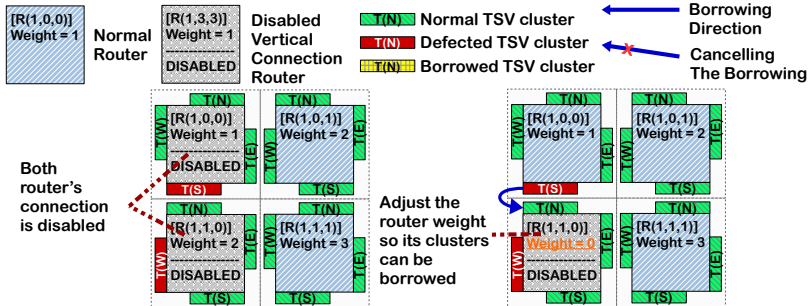 [R(1,0,0)]
Weight = 1
Normal
Router
[R(1,3,3)]
Weight = 1
DISABLED
Disabled
Vertical
Connection
Router
T(N) Normal TSV cluster
T(N) Defected TSV cluster
T(N) Borrowed TSV cluster
Borrowing
Direction
X
Cancelling
The Borrowing
T(N)
T(W)
[R(1,0,0)]
Weight = 1
DISABLED
T(E)
T(S)
T(N)
T(W)
[R(1,0,1)]
Weight = 2
T(E)
T(S)
Both
router's
connection
is disabled
T(N)
T(W)
[R(1,1,0)]
Weight = 2
DISABLED
T(E)
T(S)
T(N)
T(W)
[R(1,1,1)]
Weight = 3
T(E)
T(S)
T(N)
T(W)
[R(1,0,0)]
Weight = 1
T(E)
T(S)
T(N)
T(W)
[R(1,0,1)]
Weight = 2
T(E)
T(S)
Adjust the
router weight
so its clusters
can be
borrowed
T(N)
T(W)
[R(1,1,0)]
Weight = 0
DISABLED
T(E)
T(S)
T(N)
T(W)
[R(1,1,1)]
Weight = 3
T(E)
T(S)